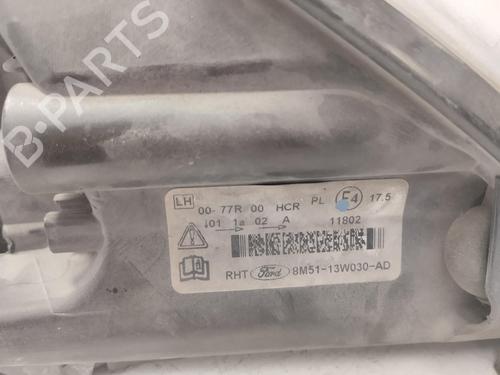 B-PARTS
LH 00-77R 00 HCR PL E4 17.5
01 1a 02 A 11802
RHT Ford 8M51-13W030-AD